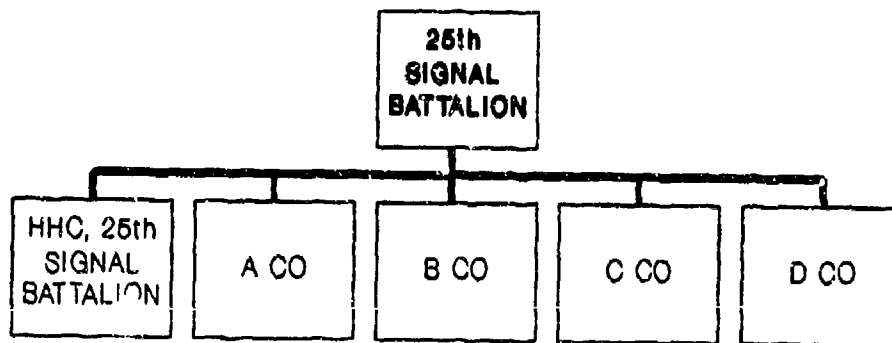 25th
SIGNAL
BATTALION
HHC, 25th
SIGNAL
BATTALION
A CO
B CO
C CO
D CO